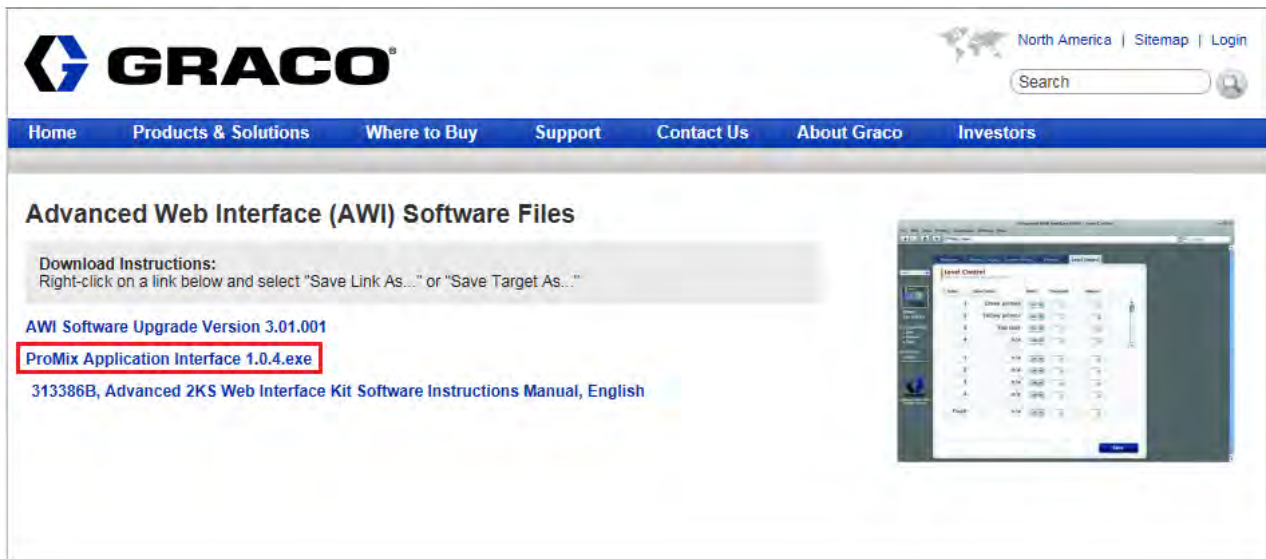 North America | Sitemap | Login
GRACO®
Search
Home Products & Solutions Where to Buy Support Contact Us About Graco Investors
Advanced Web Interface (AWI) Software Files
Download Instructions:
Right-click on a link below and select "Save Link As..." or "Save Target As..."
AWI Software Upgrade Version 3.01.001
ProMix Application Interface 1.0.4.exe
313386B, Advanced 2KS Web Interface Kit Software Instructions Manual, English
Level Control